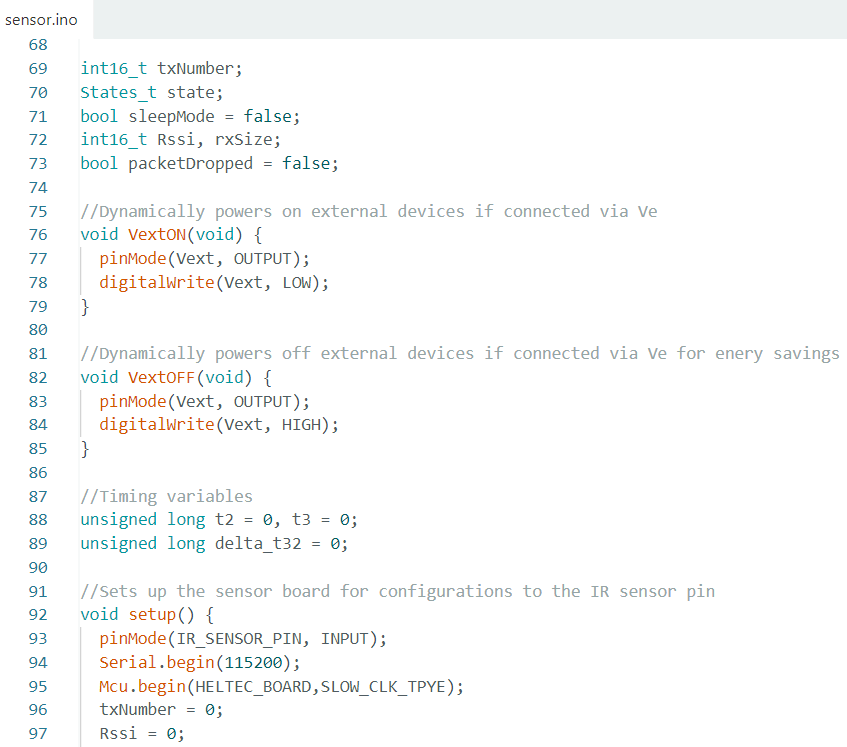 sensor.ino
68
69 int16_t txNumber;
70 States_t state;
71 bool sleepMode = false;
72 int16_t Rssi, rxSize;
73 bool packetDropped = false;
74
75 //Dynamically powers on external devices if connected via Ve
76 void VextON(void) {
77 pinMode(Vext, OUTPUT);
78 digitalWrite(Vext, LOW);
79 }
80
81 //Dynamically powers off external devices if connected via Ve for enery savings
82 void VextOFF(void) {
83 pinMode(Vext, OUTPUT);
84 digitalWrite(Vext, HIGH);
85 }
86
87 //Timing variables
88 unsigned long t2 = 0, t3 = 0;
89 unsigned long delta_t32 = 0;
90
91 //Sets up the sensor board for configurations to the IR sensor pin
92 void setup() {
93 pinMode(IR_SENSOR_PIN, INPUT);
94 Serial.begin(115200);
95 Mcu.begin(HELTEC_BOARD,SLOW_CLK_TPYE);
96 txNumber = 0;
97 Rssi = 0;